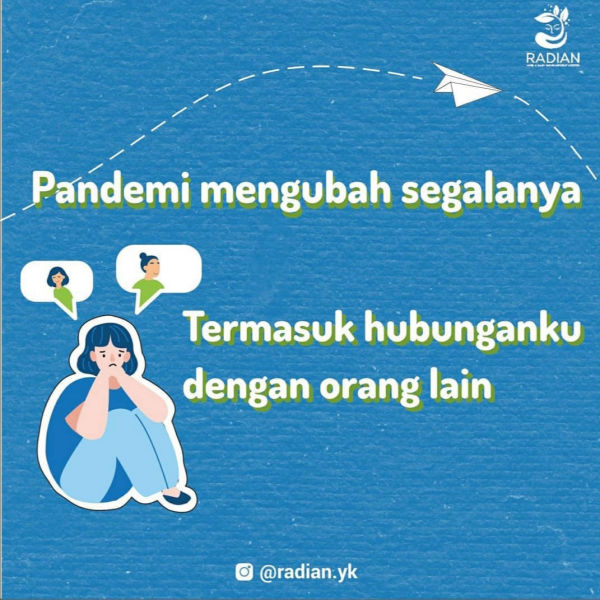 RADIAN
Pandemi mengubah segalanya
Termasuk hubunganku
dengan orang lain
@radian.yk